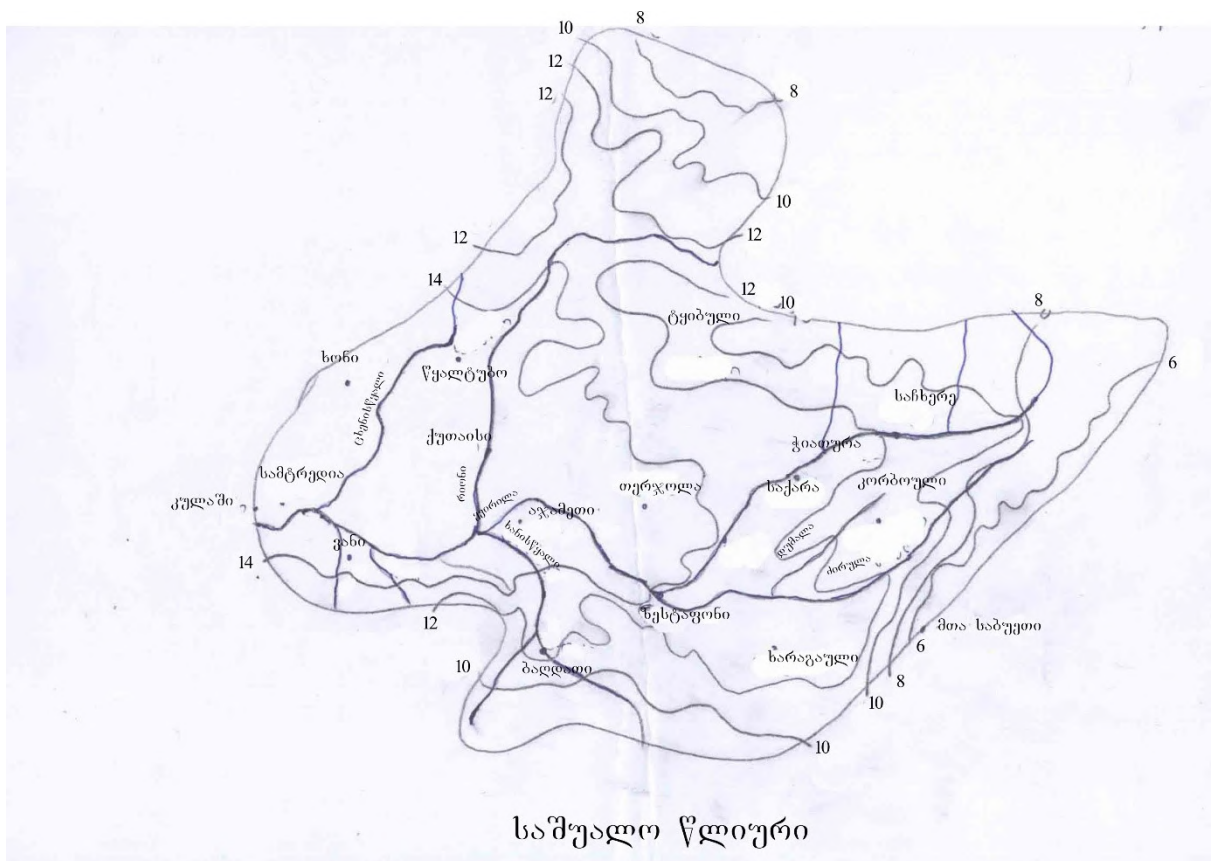 8
10
12
12
8
10
12
12
14
12
10
8
6
ტყიბული
ხონი
წყალტუბო
ცხენისწყალი
საჩხერე
ქუთაისი
ჭიათურა
სამტრედია
კულაში
რიონი
ყვირილა
აჯამეთი
ხანისწყალი
თერჯოლა
საქარა
კორბოული
დუმალა
ძირულა
ვანი
14
12
ზესტაფონი
მთა საბუეთი
6
8
10
ხარაგაული
10
ბაღდათი
10
საშუალო წლიური